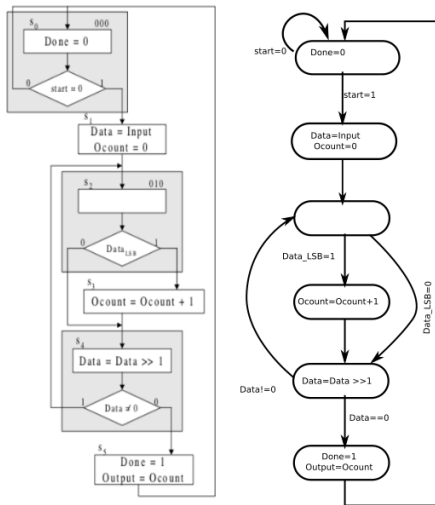 S0
000
Done = 0
0
start = 0
1
S1
Data = Input
Ocount = 0
S2
010
0
Data LSB
1
S3
Ocount = Ocount + 1
S4
Data = Data >> 1
1
Data ≠ 0
0
S5
Done = 1
Output = Ocount
start=0
Done=0
start=1
Data=Input
Ocount=0
Data_LSB=1
Data_LSB=0
Ocount=Ocount+1
Data=Data >>1
Data!=0
Data==0
Done=1
Output=Ocount